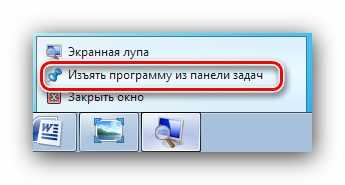 Экранная лупа
Изъять программу из панели задач
Закрыть окно
W